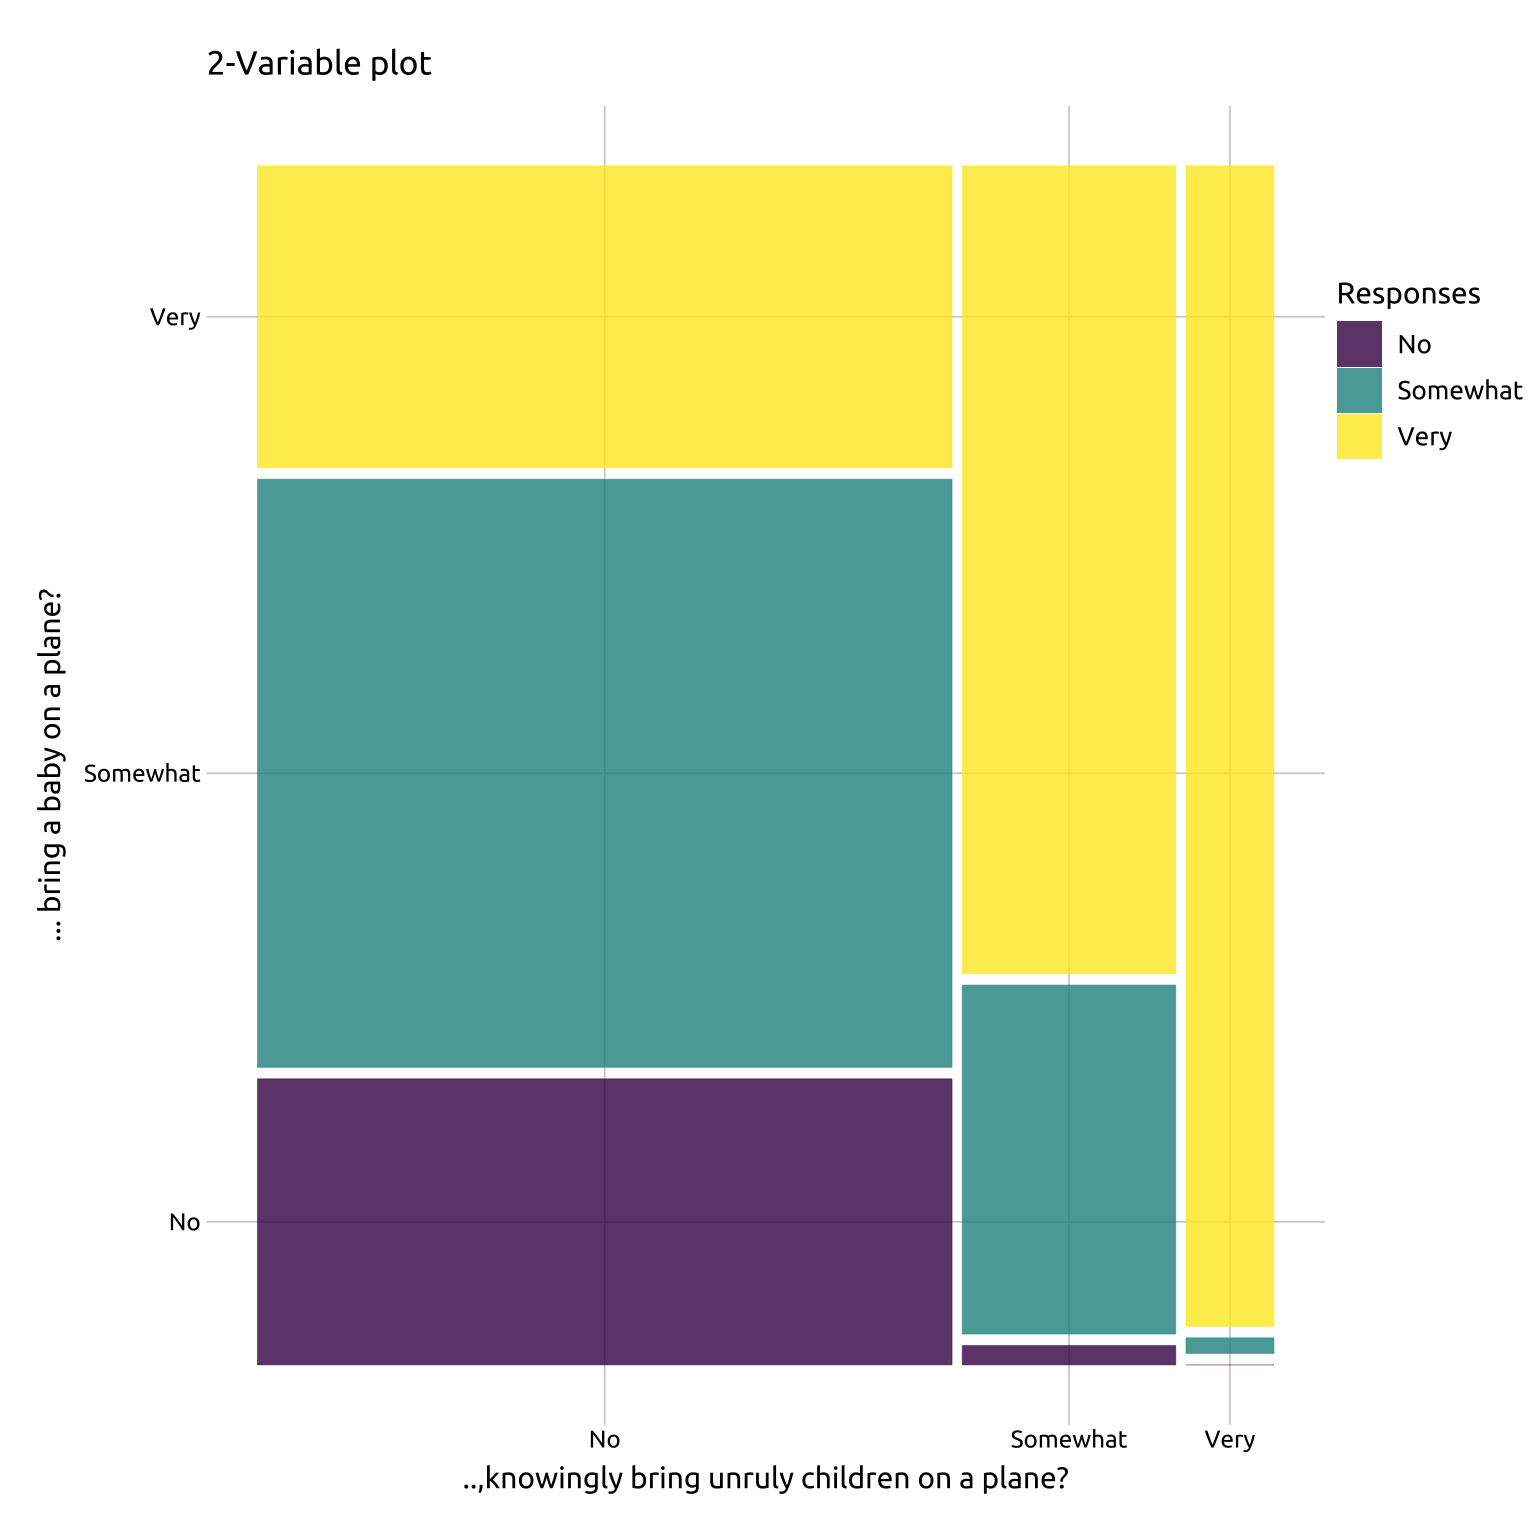 2-Variable plot
Very
Somewhat
No
... bring a baby on a plane?
No
Somewhat
Very
..,knowingly bring unruly children on a plane?
Responses
No
Somewhat
Very